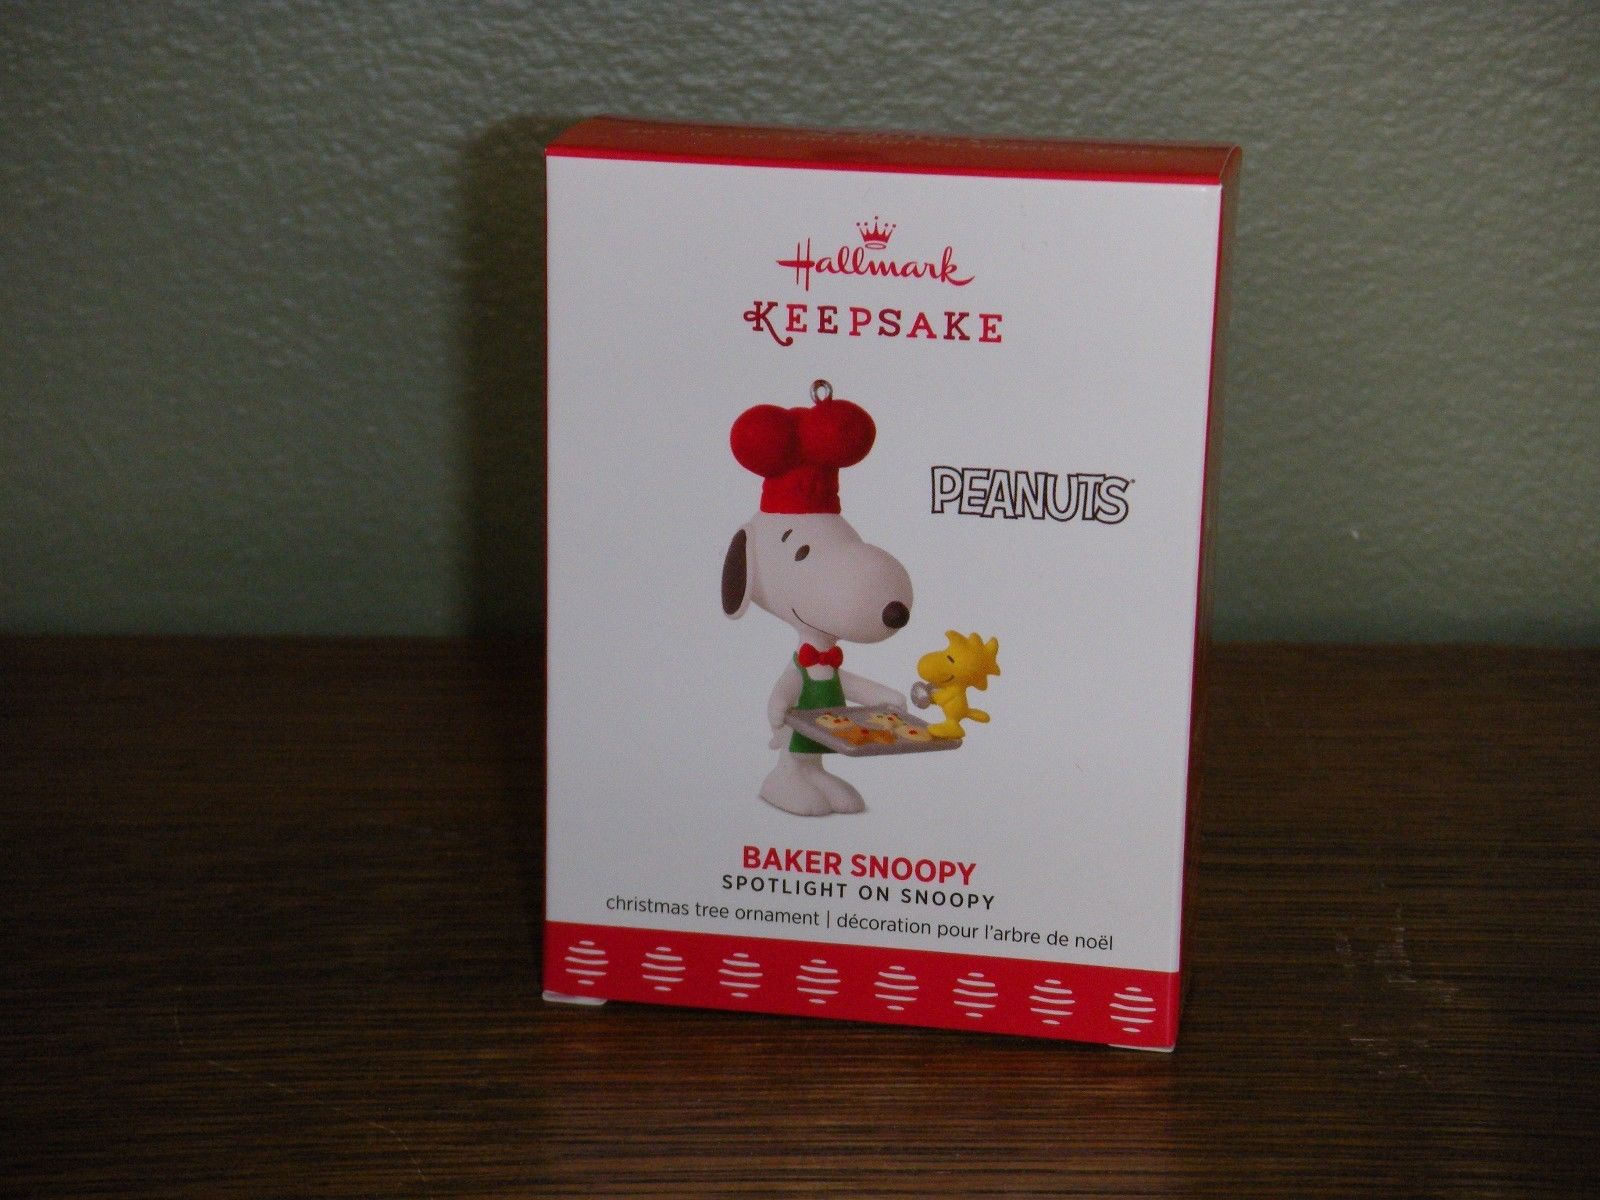 Hallmark
KEEPSAKE
PEANUTS
BAKER SNOOPY
SPOTLIGHT ON SNOOPY
christmas tree ornament | décoration pour l'arbre de noël